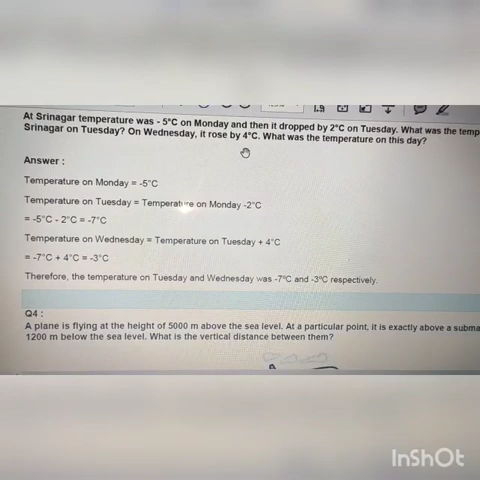 At Srinagar temperature was - 5°C on Monday and then it dropped by 2°C on Tuesday. What was the temp
Srinagar on Tuesday? On Wednesday, it rose by 4°C. What was the temperature on this day?
Answer :
Temperature on Monday = -5°C
Temperature on Tuesday = Temperature on Monday -2°C
= -5°C - 2°C = -7°C
Temperature on Wednesday = Temperature on Tuesday + 4°C
= -7°C + 4°C = -3°C
Therefore, the temperature on Tuesday and Wednesday was -7°C and -3°C respectively.
Q4 :
A plane is flying at the height of 5000 m above the sea level. At a particular point, it is exactly above a subma
1200 m below the sea level. What is the vertical distance between them?
A
InShOt